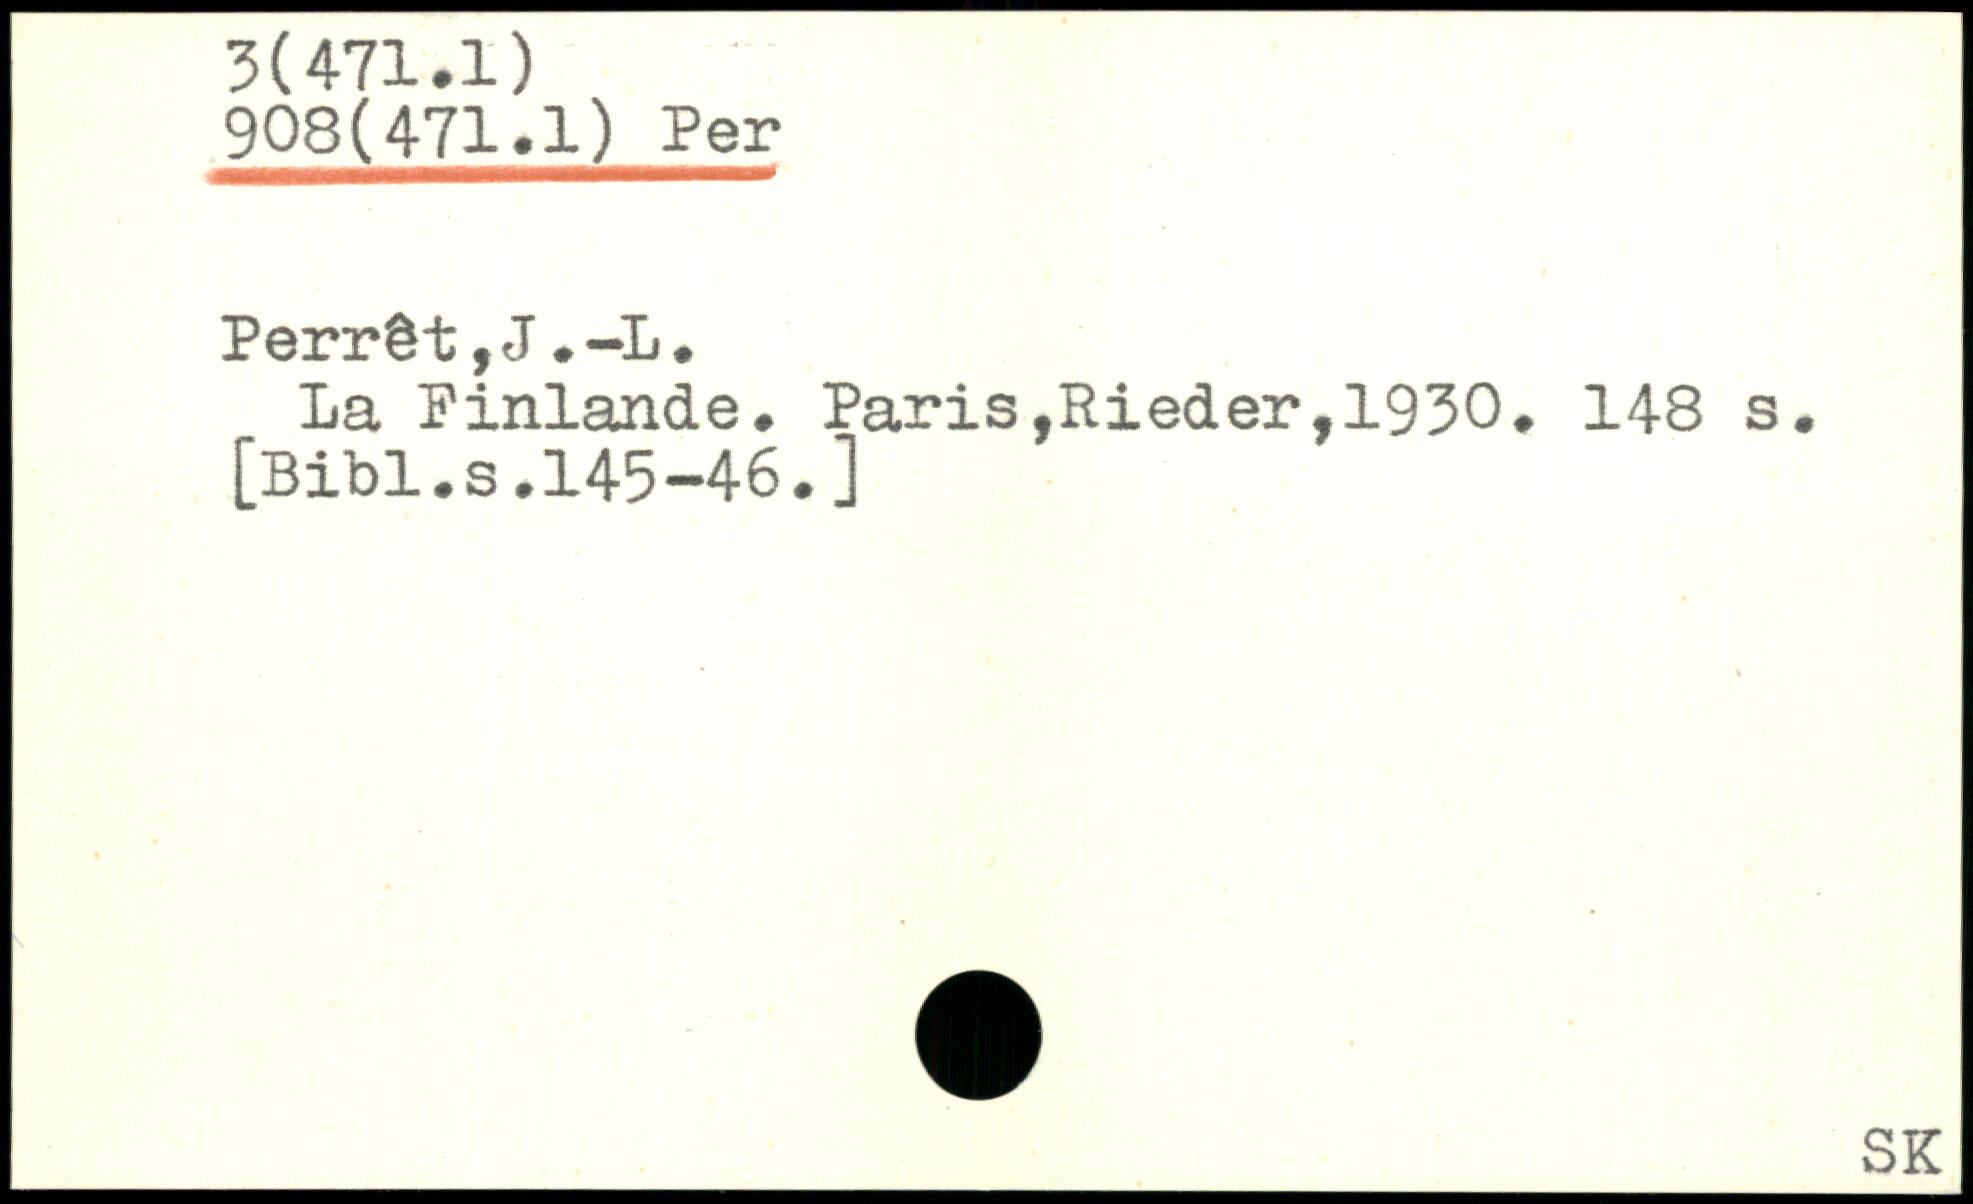 3(471.1)
908(471.1) Per
Perrêt,J.-L.
La Finlande. Paris,Rieder,1930. 148 s.
[Bibl.s.145-46.]
SK